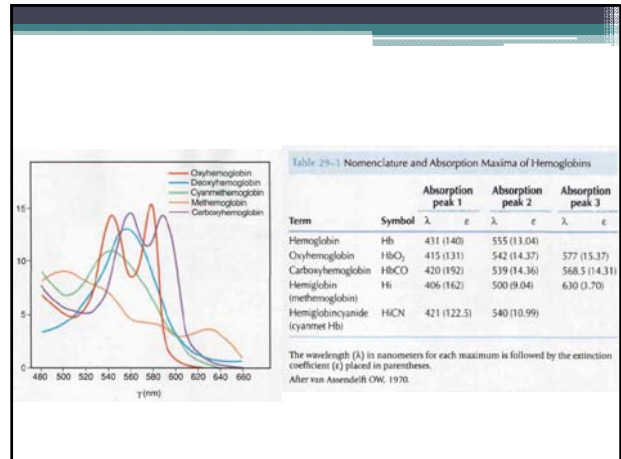 Oxyhemoglobin
Deoxyhemoglobin
Cyanmethemoglobin
Methemoglobin
Carboxyhemoglobin
15
10
5
0
480 500 520 540 560 580 600 620 640 660
γ (nm)
Table 29–1 Nomenclature and Absorption Maxima of Hemoglobins
Absorption peak 1 Absorption peak 2 Absorption peak 3
Term Symbol λ ε λ ε λ ε
Hemoglobin Hb 431 (140) 555 (13.04)
Oxyhemoglobin HbO₂ 415 (131) 542 (14.37) 577 (15.37)
Carboxyhemoglobin HbCO 420 (192) 539 (14.36) 568.5 (14.31)
Hemiglobin Hi 406 (162) 500 (9.04) 630 (3.70)
(methemoglobin)
Hemiglobincyanide HiCN 421 (122.5) 540 (10.99)
(cyanmet Hb)
The wavelength (λ) in nanometers for each maximum is followed by the extinction
coefficient (ε) placed in parentheses.
After van Assendelft OW, 1970.